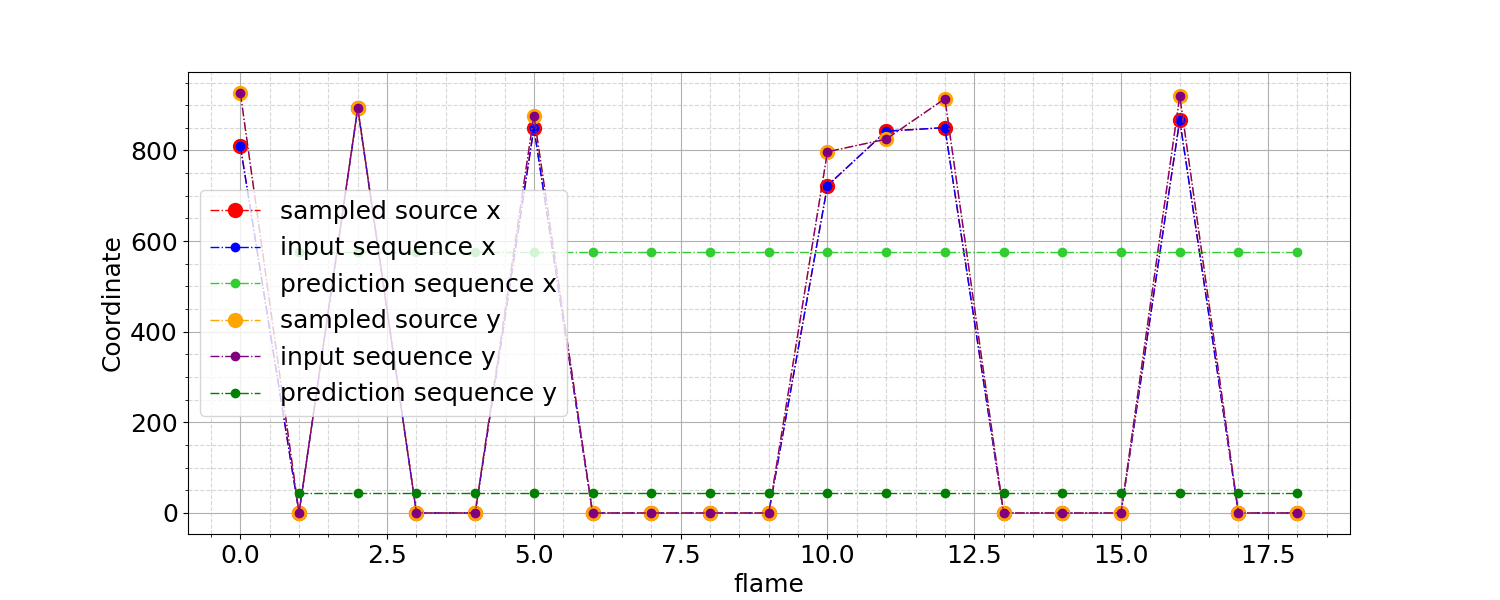 800
600
400
200
0
Coordinate
sampled source x
input sequence x
prediction sequence x
sampled source y
input sequence y
prediction sequence y
0.0 2.5 5.0 7.5 10.0 12.5 15.0 17.5
flame